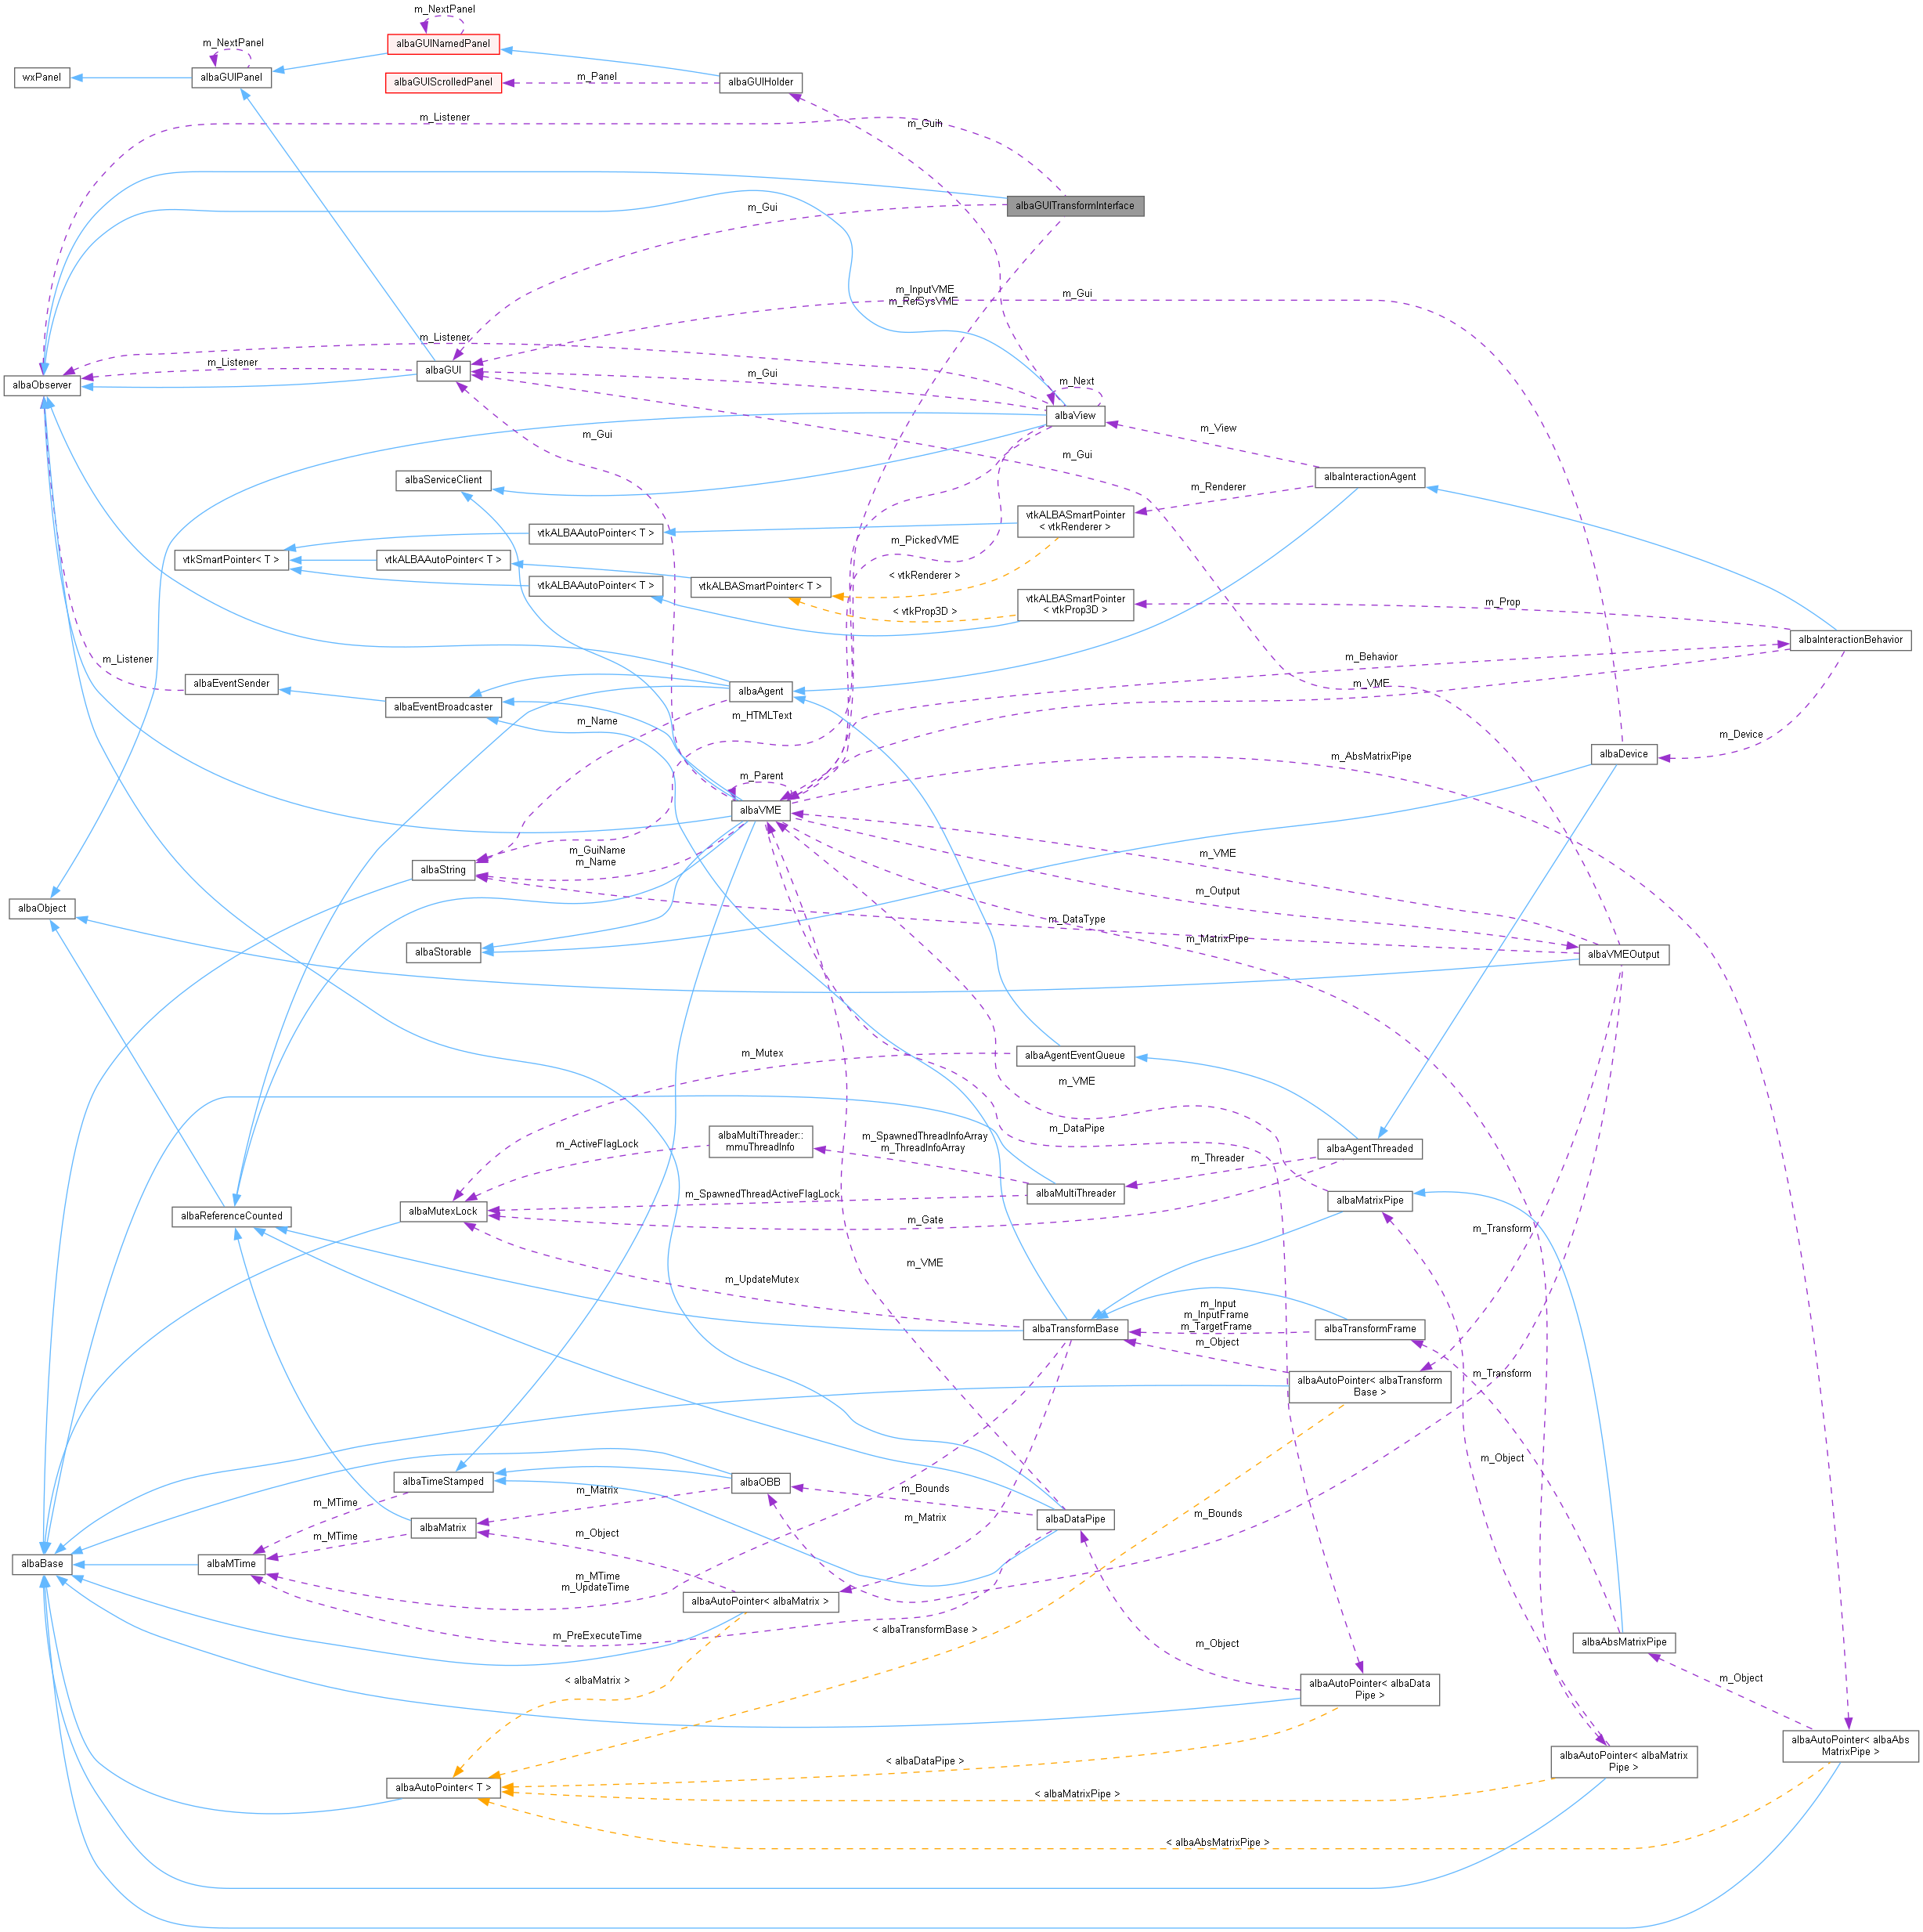 m_NextPanel
albaGUINamedPanel
m_NextPanel
wxPanel
albaGUIPanel
albaGUIScrolledPanel
m_Panel
albaGUIHolder
m_Listener
m_Guih
albaGUITransformInterface
m_Gui
m_InputVME
m_RefSysVME
m_Gui
m_Listener
m_Listener
albaObserver
albaGUI
m_Gui
m_Next
albaView
m_Gui
m_View
m_Gui
albaServiceClient
albaInteractionAgent
m_Renderer
vtkALBASmartPointer
< vtkRenderer >
vtkALBAAutoPointer< T >
m_PickedVME
vtkSmartPointer< T >
vtkALBAAutoPointer< T >
< vtkRenderer >
vtkALBAAutoPointer< T >
vtkALBASmartPointer< T >
vtkALBASmartPointer
< vtkProp3D >
< vtkProp3D >
m_Prop
albaInteractionBehavior
m_Listener
m_Behavior
albaEventSender
albaAgent
m_VME
albaEventBroadcaster
m_Name
m_HTMLText
m_Device
albaDevice
m_AbsMatrixPipe
m_Parent
albaVME
m_GuiName
m_Name
albaString
m_VME
m_Output
albaObject
m_DataType
m_MatrixPipe
albaStorable
albaVMEOutput
m_Mutex
albaAgentEventQueue
m_VME
m_DataPipe
albaMultiThreader::
mmuThreadInfo
m_ActiveFlagLock
m_SpawnedThreadInfoArray
m_ThreadInfoArray
albaAgentThreaded
m_Threader
m_SpawnedThreadActiveFlagLock
albaMultiThreader
albaMatrixPipe
albaReferenceCounted
albaMutexLock
m_Gate
m_Transform
m_VME
m_UpdateMutex
m_Input
m_InputFrame
m_TargetFrame
albaTransformBase
albaTransformFrame
m_Object
albaAutoPointer< albaTransform
Base >
m_Transform
m_Object
albaTimeStamped
albaOBB
m_Matrix
m_Bounds
m_MTime
m_Bounds
m_Matrix
albaDataPipe
albaMatrix
m_MTime
m_Object
albaBase
albaMTime
m_MTime
m_UpdateTime
albaAutoPointer< albaMatrix >
m_PreExecuteTime
< albaTransformBase >
m_Object
albaAbsMatrixPipe
< albaMatrix >
m_Object
albaAutoPointer< albaData
Pipe >
albaAutoPointer< albaAbs
MatrixPipe >
albaAutoPointer< albaMatrix
Pipe >
< albaDataPipe >
albaAutoPointer< T >
< albaMatrixPipe >
< albaAbsMatrixPipe >